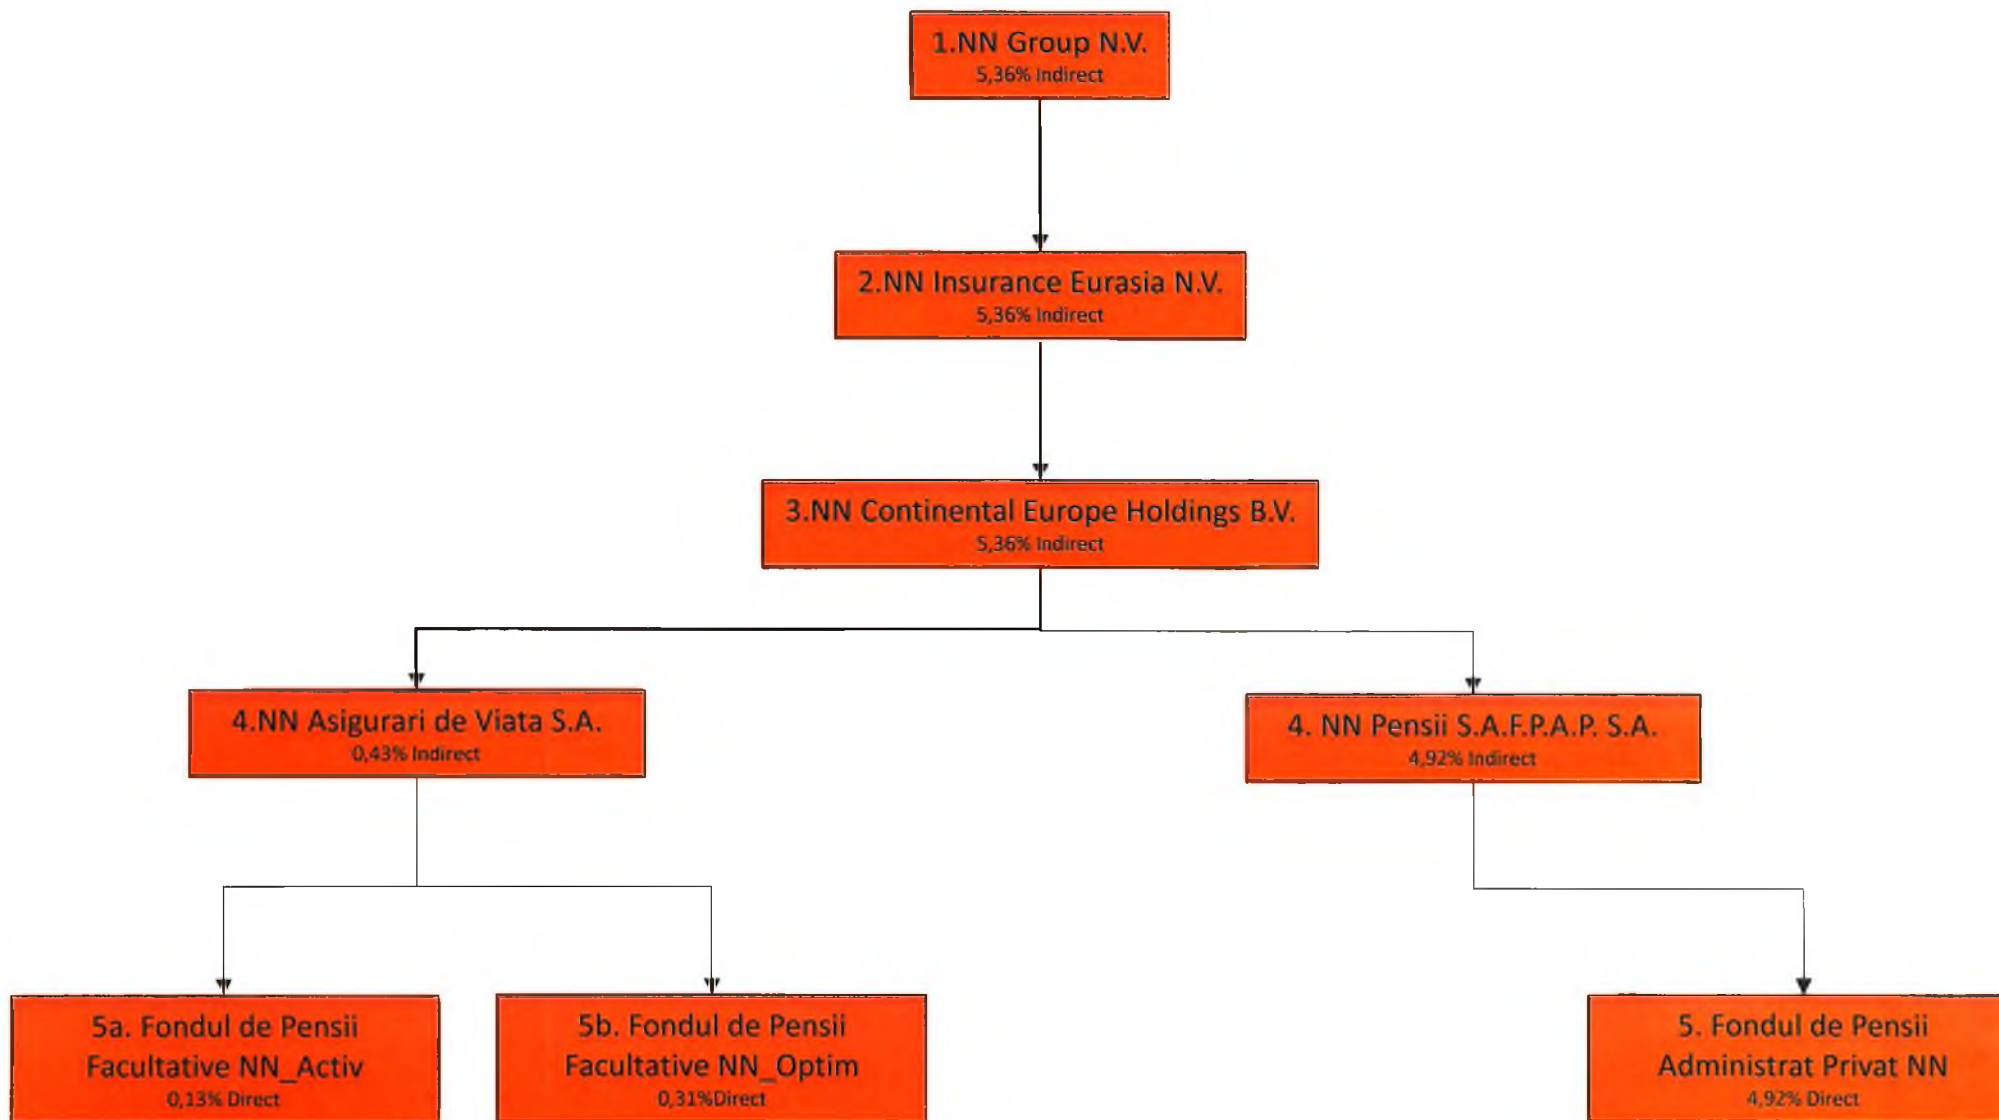 1.NN Group N.V.
5,36% Indirect
2.NN Insurance Eurasia N.V.
5,36% Indirect
3.NN Continental Europe Holdings B.V.
5,36% Indirect
4.NN Asigurari de Viata S.A.
0,43% Indirect
4. NN Pensii S.A.F.P.A.P. S.A.
4,92% Indirect
5a. Fondul de Pensii
Facultative NN_Activ
0,13% Direct
5b. Fondul de Pensii
Facultative NN_Optim
0,31%Direct
5. Fondul de Pensii
Administrat Privat NN
4,92% Direct